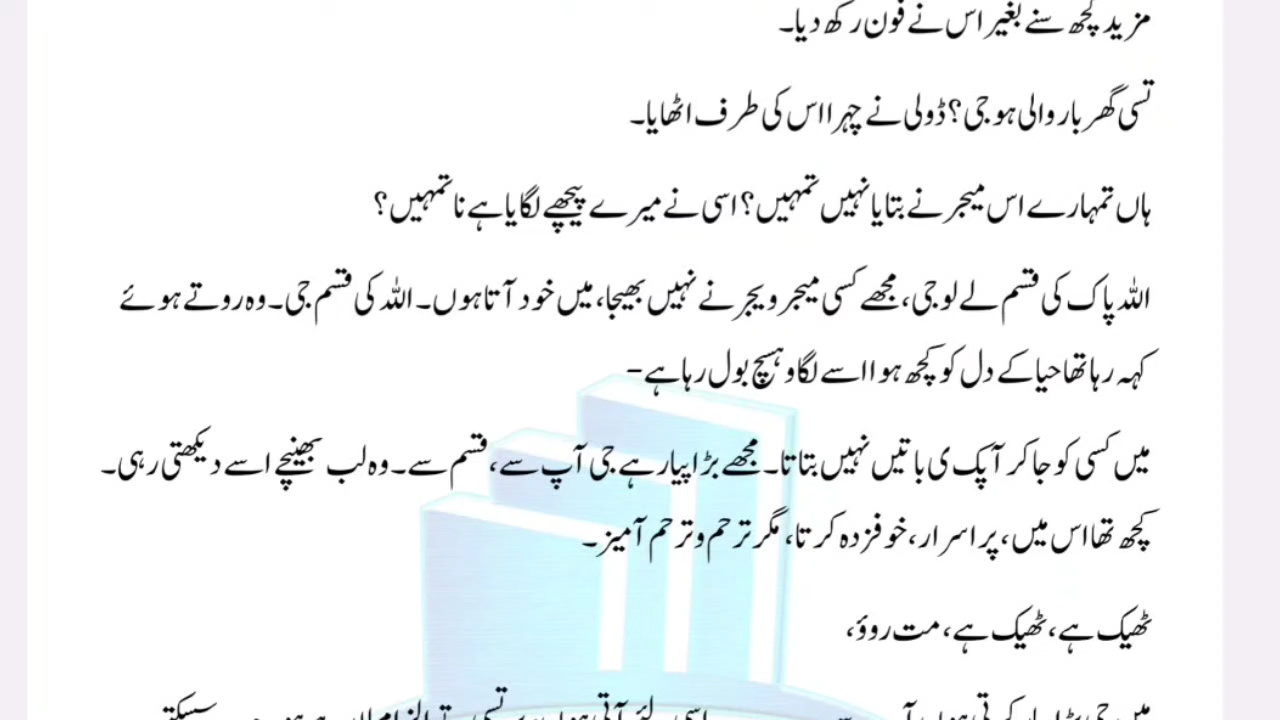 مزید کچھ سنے بغیر اس نے فون رکھ دیا۔
تسی گھر بار والی ہو جی؟ ڈولی نے چہرا اس کی طرف اٹھایا۔
ہاں تمہارے اس میجر نے بتایا نہیں تمہیں؟ اسی نے میرے پیچھے لگایا ہے نا تمہیں؟
اللہ پاک کی قسم لے لو جی، مجھے کسی میجر ویجر نے نہیں بھیجا، میں خود آتا ہوں۔ اللہ کی قسم جی۔ وہ روتے ہوئے
کہہ رہا تھا حیا کے دل کو کچھ ہوا اسے لگا وہ سچ بول رہا ہے-
میں کسی کو جا کر آپک ی باتیں نہیں بتاتا۔ مجھے بڑا پیار ہے جی آپ سے، قسم سے۔ وہ لب بھینچے اسے دیکھتی رہی۔
کچھ تھا اس میں، پر اسرار، خوفزدہ کرتا، مگر ترحم و ترحم آمیز۔
ٹھیک ہے، ٹھیک ہے، مت روؤ،